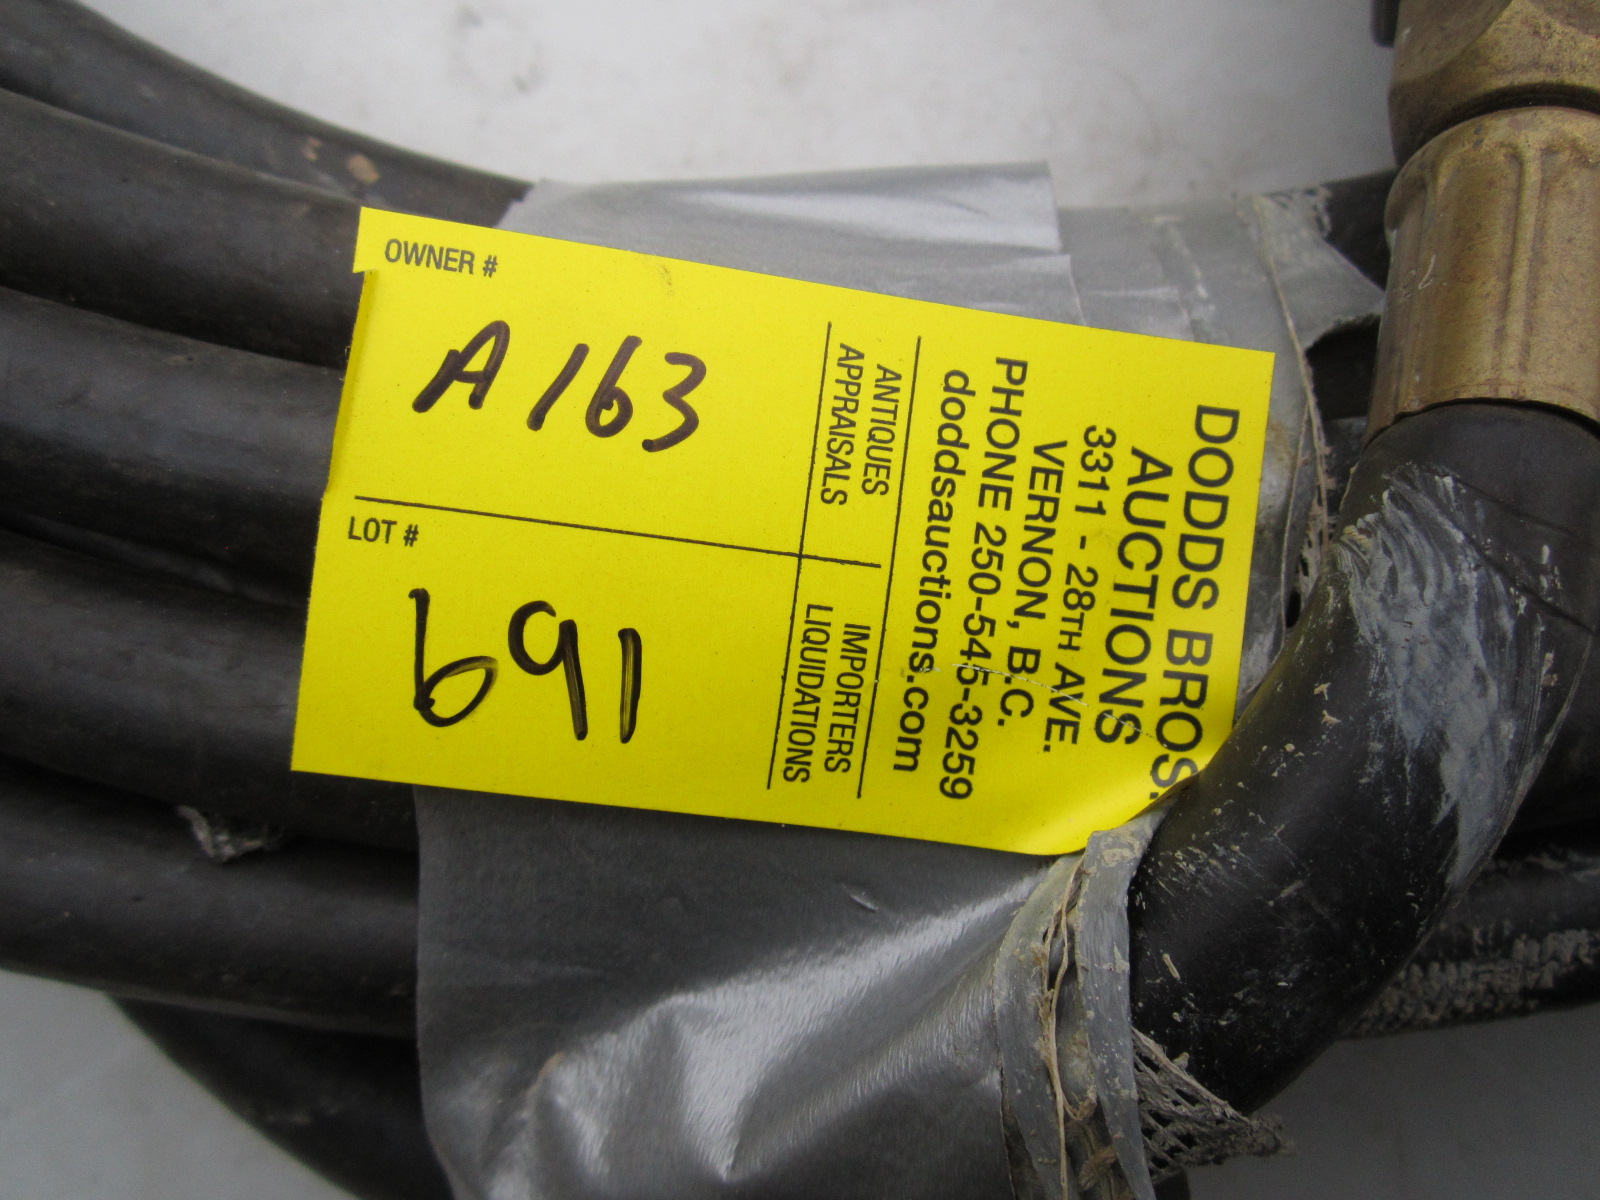 OWNER #
A163
LOT #
691
DODDS BROS.
AUCTIONS
3311 - 28TH AVE.
VERNON, B.C.
PHONE 250-545-3259
doddsauctions.com
ANTIQUES
APPRAISALS
IMPORTERS
LIQUIDATIONS